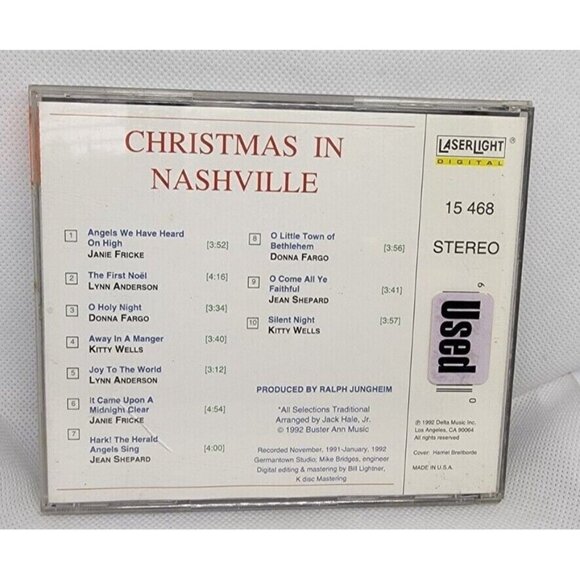 CHRISTMAS IN
NASHVILLE
1 Angels We Have Heard
On High [3:52]
JANIE FRICKE
2 The First Noël [4:16]
LYNN ANDERSON
3 O Holy Night [3:34]
DONNA FARGO
4 Away In A Manger [3:40]
KITTY WELLS
5 Joy To The World [3:12]
LYNN ANDERSON
6 It Came Upon A
Midnight Clear [4:54]
JANIE FRICKE
7 Hark! The Herald
Angels Sing [4:00]
JEAN SHEPARD
8 O Little Town of
Bethlehem [3:56]
DONNA FARGO
9 O Come All Ye
Faithful [3:41]
JEAN SHEPARD
10 Silent Night [3:57]
KITTY WELLS
PRODUCED BY RALPH JUNGHEIM
*All Selections Traditional
Arranged by Jack Hale, Jr.
© 1992 Buster Ann Music
Recorded November, 1991-January, 1992
Germantown Studio; Mike Bridges, engineer
Digital editing & mastering by Bill Lightner,
K disc Mastering
LASERLIGHT ®
DIGITAL
15 468
STEREO
6
Used
0
℗ 1992 Delta Music Inc.
Los Angeles, CA 90064
All rights reserved
Cover: Hamel Breitborde
MADE IN U.S.A.